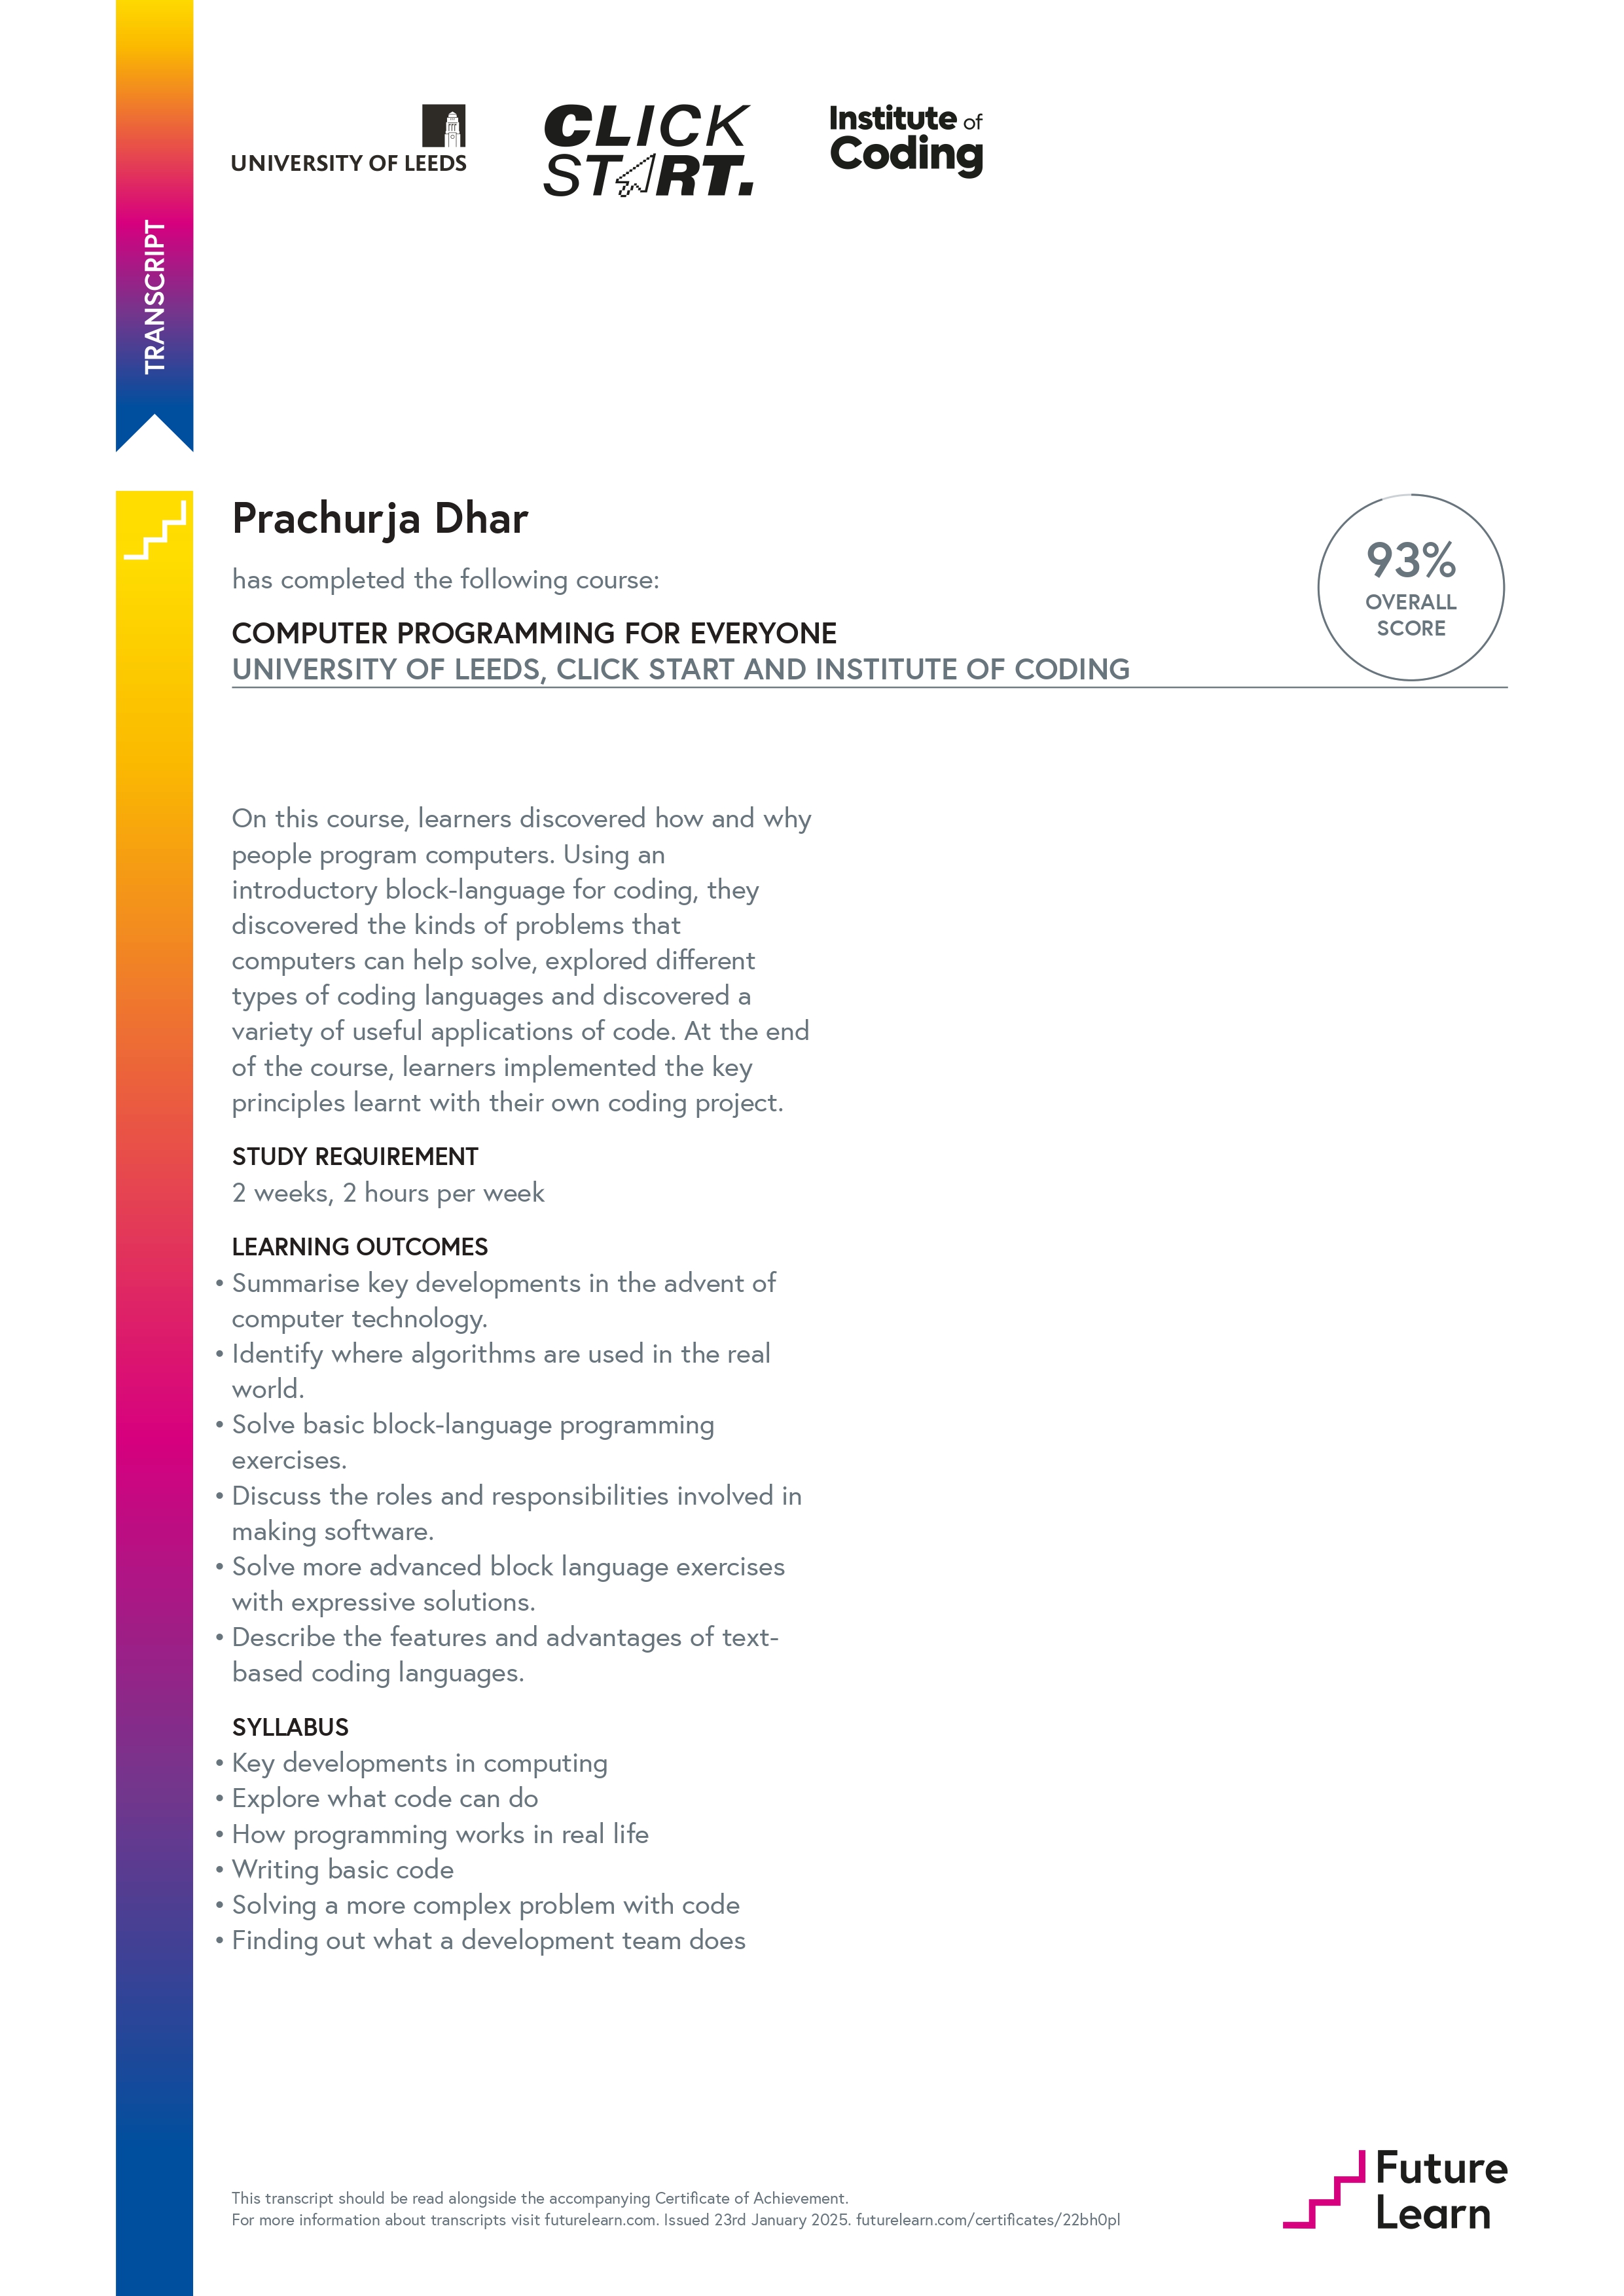 TRANSCRIPT
UNIVERSITY OF LEEDS
CLICK
START.
Institute of
Coding
Prachurja Dhar
has completed the following course:
COMPUTER PROGRAMMING FOR EVERYONE
UNIVERSITY OF LEEDS, CLICK START AND INSTITUTE OF CODING
93%
OVERALL
SCORE
On this course, learners discovered how and why
people program computers. Using an
introductory block-language for coding, they
discovered the kinds of problems that
computers can help solve, explored different
types of coding languages and discovered a
variety of useful applications of code. At the end
of the course, learners implemented the key
principles learnt with their own coding project.
STUDY REQUIREMENT
2 weeks, 2 hours per week
LEARNING OUTCOMES
• Summarise key developments in the advent of
computer technology.
• Identify where algorithms are used in the real
world.
• Solve basic block-language programming
exercises.
• Discuss the roles and responsibilities involved in
making software.
• Solve more advanced block language exercises
with expressive solutions.
• Describe the features and advantages of text-
based coding languages.
SYLLABUS
• Key developments in computing
• Explore what code can do
• How programming works in real life
• Writing basic code
• Solving a more complex problem with code
• Finding out what a development team does
This transcript should be read alongside the accompanying Certificate of Achievement.
For more information about transcripts visit futurelearn.com. Issued 23rd January 2025. futurelearn.com/certificates/22bh0pl
Future
Learn